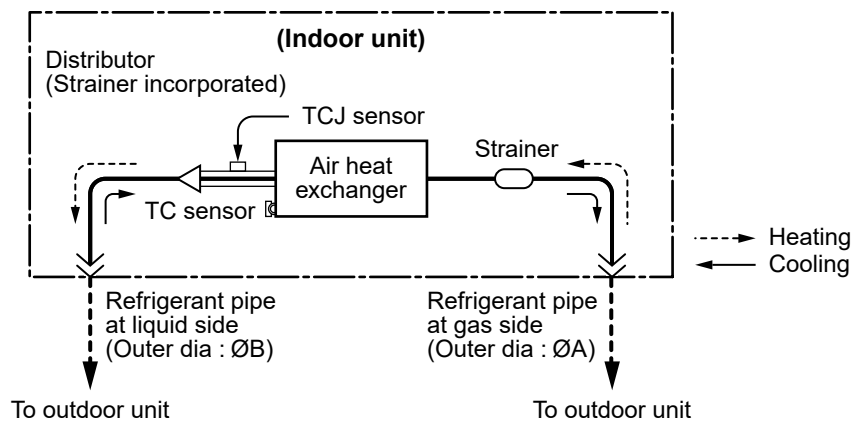 (Indoor unit)
Distributor
(Strainer incorporated)
TCJ sensor
Air heat
exchanger
Strainer
TC sensor
Heating
Cooling
Refrigerant pipe
at liquid side
(Outer dia : ØB)
Refrigerant pipe
at gas side
(Outer dia : ØA)
To outdoor unit
To outdoor unit